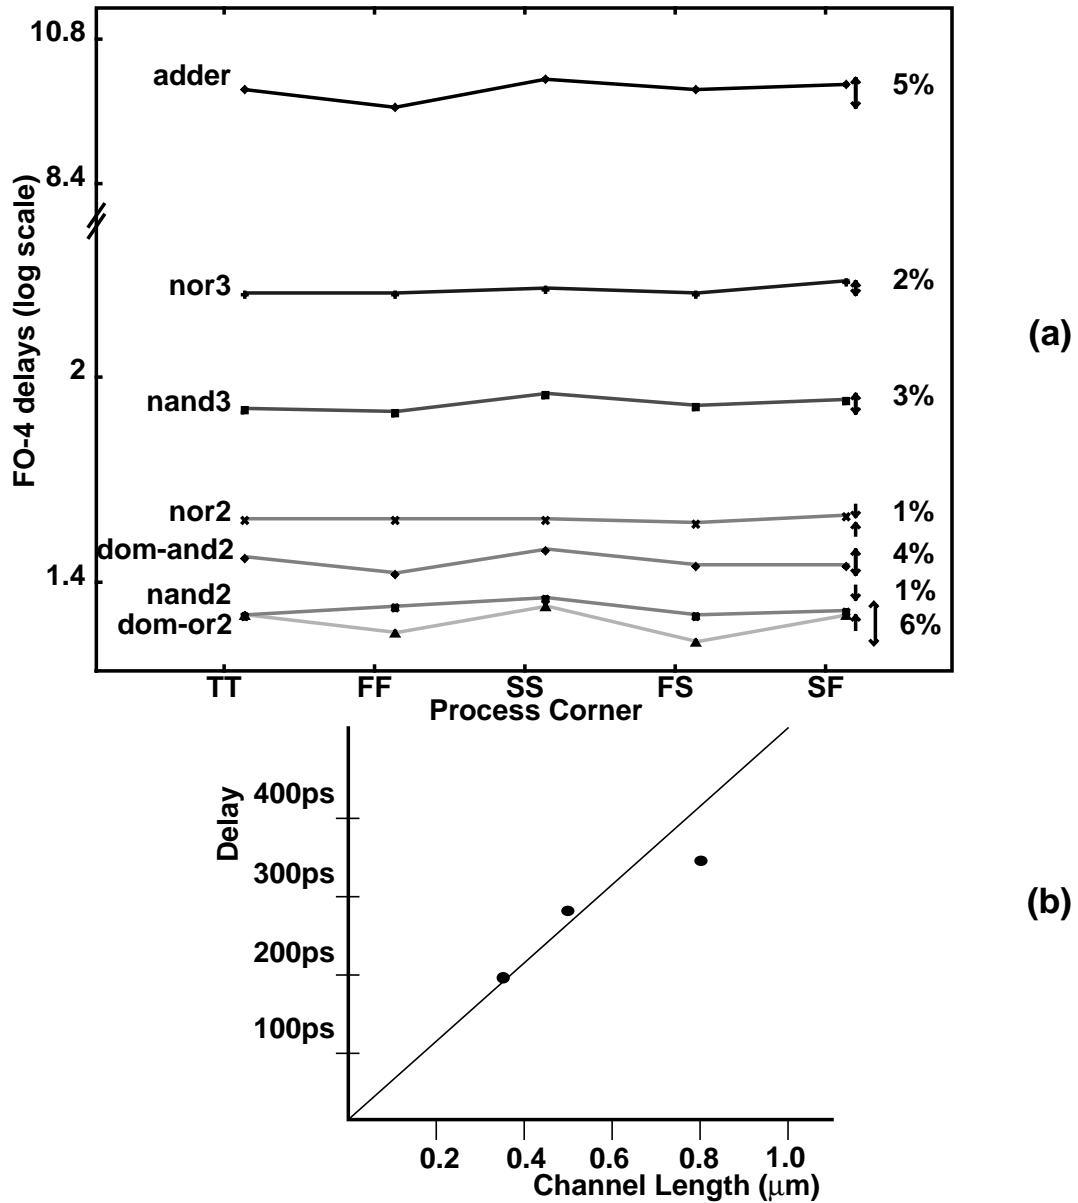 10.8
adder
5%
8.4
FO-4 delays (log scale)
nor3
2%
(a)
2
nand3
3%
nor2
1%
dom-and2
4%
1.4
nand2
1%
dom-or2
6%
TT FF SS FS SF
Process Corner
400ps
Delay
300ps
(b)
200ps
100ps
0.2 0.4 0.6 0.8 1.0
Channel Length (μm)